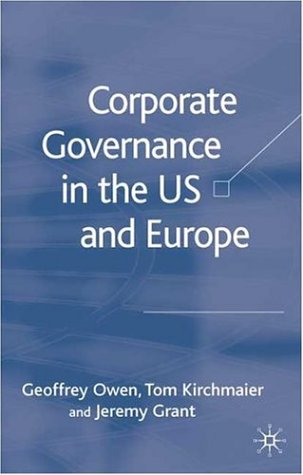 Corporate
Governance
in the US
and Europe
Geoffrey Owen, Tom Kirchmaier
and Jeremy Grant